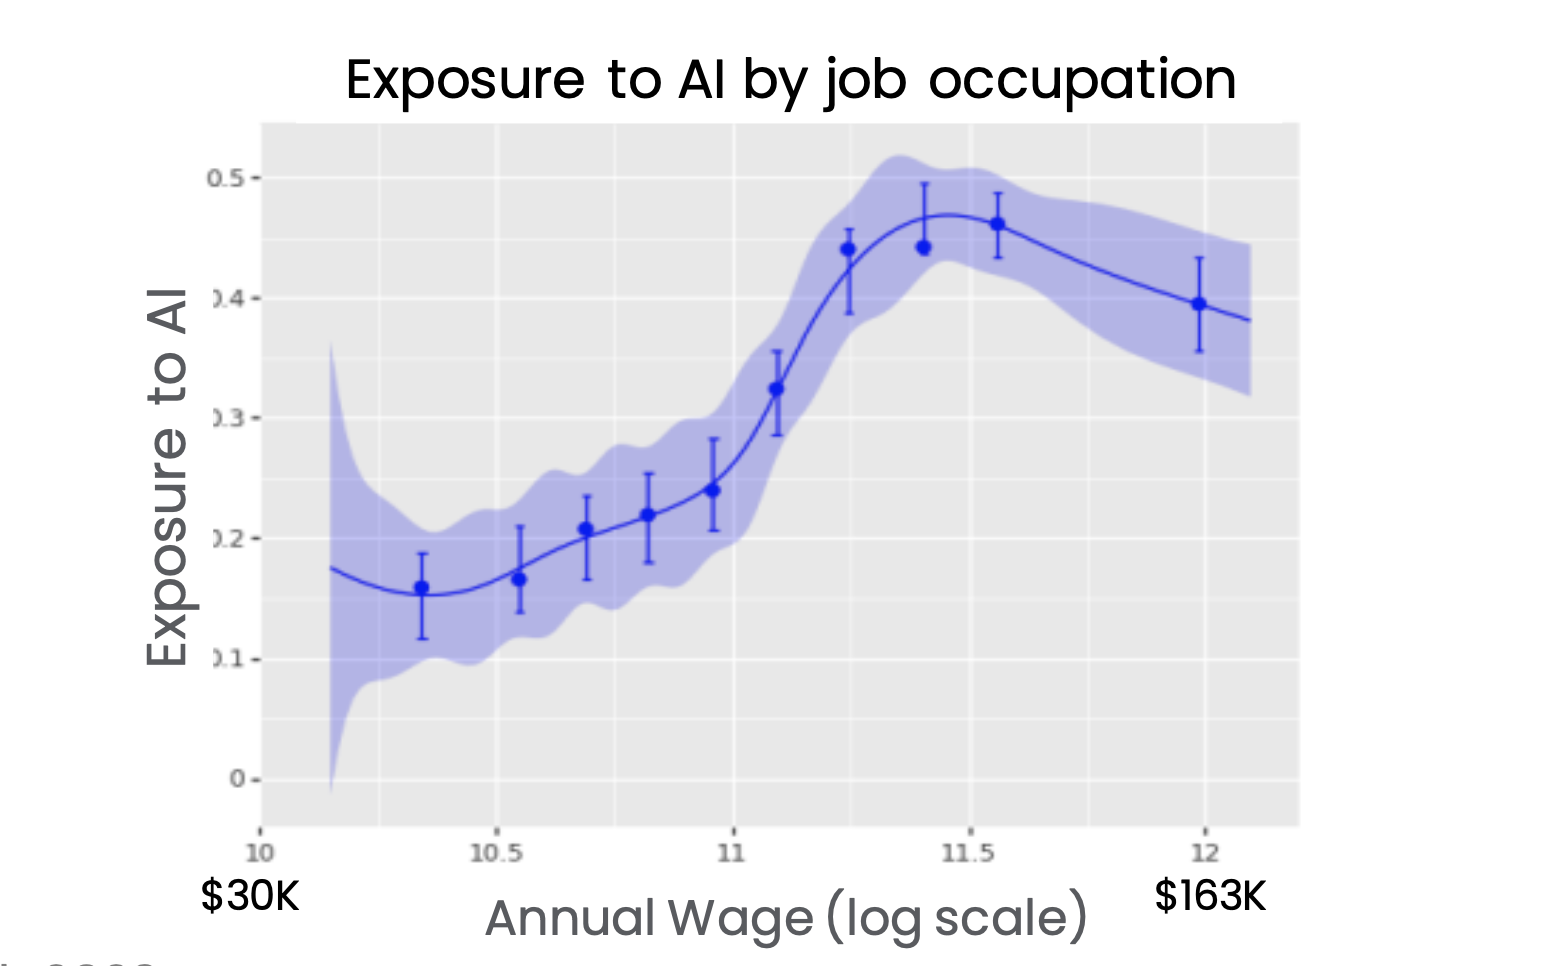 Exposure to AI by job occupation
Exposure to AI
0.5
0.4
0.3
0.2
0.1
0
10
10.5
11
11.5
12
$30K
$163K
Annual Wage (log scale)